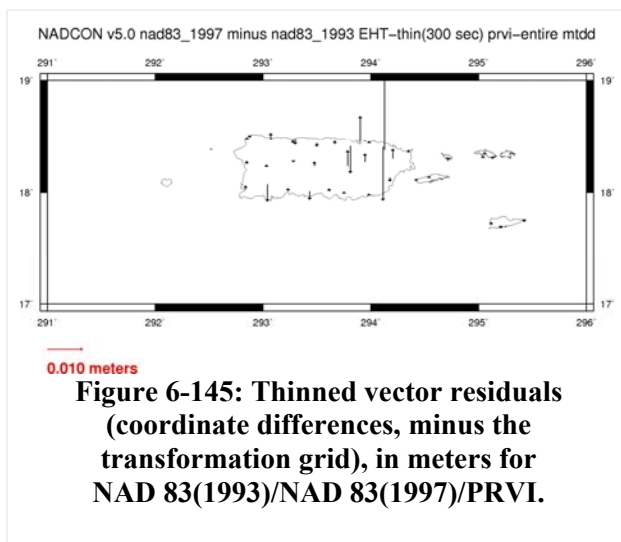 NADCON v5.0 nad83_1997 minus nad83_1993 EHT−thin(300 sec) prvi−entire mtdd
291˚ 292˚ 293˚ 294˚ 295˚ 296˚
19˚ 19˚
18˚ 18˚
17˚ 17˚
291˚ 292˚ 293˚ 294˚ 295˚ 296˚
0.010 meters
Figure 6-145: Thinned vector residuals
(coordinate differences, minus the
transformation grid), in meters for
NAD 83(1993)/NAD 83(1997)/PRVI.